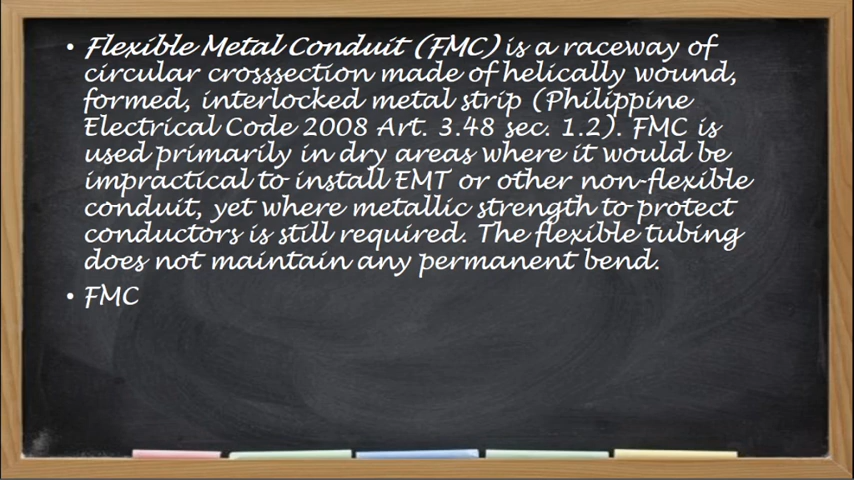 • Flexible Metal Conduit (FMC) is a raceway of
circular crosssection made of helically wound,
formed, interlocked metal strip (Philippine
Electrical Code 2008 Art. 3.48 sec. 1.2). FMC is
used primarily in dry areas where it would be
impractical to install EMT or other non-flexible
conduit, yet where metallic strength to protect
conductors is still required. The flexible tubing
does not maintain any permanent bend.
• FMC